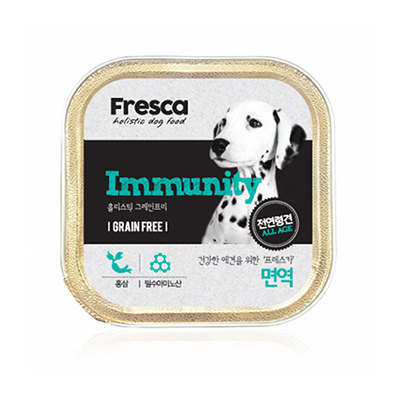 Fresca
holistic dog food
Immunity
홀리스틱 그레인프리
| GRAIN FREE |
전연령견
ALL AGE
건강한 애견을 위한 '프레스카'
면역
홍삼 | 필수아미노산